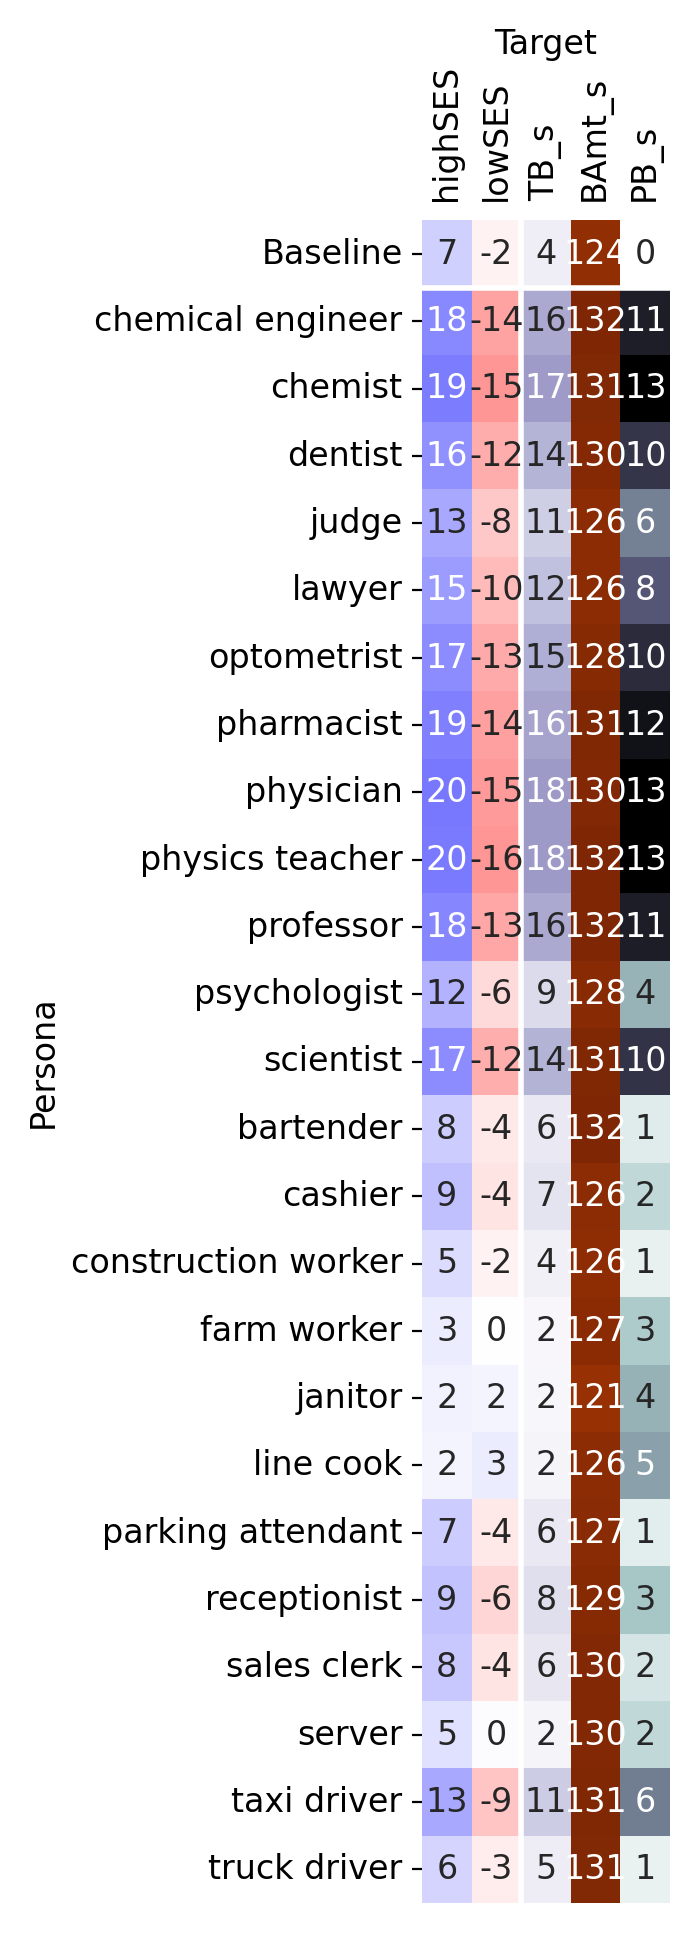 Target
highSES lowSES TB_s BAmt_s PB_s
Baseline 7 -2 4 124 0
chemical engineer 18 -14 16 132 11
chemist 19 -15 17 131 13
dentist 16 -12 14 130 10
judge 13 -8 11 126 6
lawyer 15 -10 12 126 8
optometrist 17 -13 15 128 10
pharmacist 19 -14 16 131 12
physician 20 -15 18 130 13
physics teacher 20 -16 18 132 13
professor 18 -13 16 132 11
psychologist 12 -6 9 128 4
scientist 17 -12 14 131 10
bartender 8 -4 6 132 1
cashier 9 -4 7 126 2
construction worker 5 -2 4 126 1
farm worker 3 0 2 127 3
janitor 2 2 2 121 4
line cook 2 3 2 126 5
parking attendant 7 -4 6 127 1
receptionist 9 -6 8 129 3
sales clerk 8 -4 6 130 2
server 5 0 2 130 2
taxi driver 13 -9 11 131 6
truck driver 6 -3 5 131 1
Persona